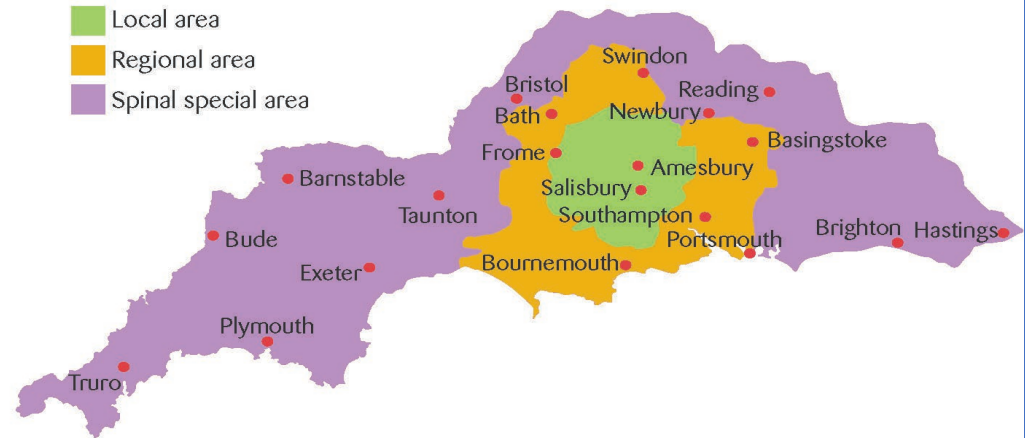 Local area
Regional area
Spinal special area
Swindon
Bristol
Reading
Bath
Newbury
Basingstoke
Frome
Amesbury
Barnstable
Salisbury
Taunton
Southampton
Bude
Portsmouth
Brighton
Hastings
Exeter
Bournemouth
Plymouth
Truro